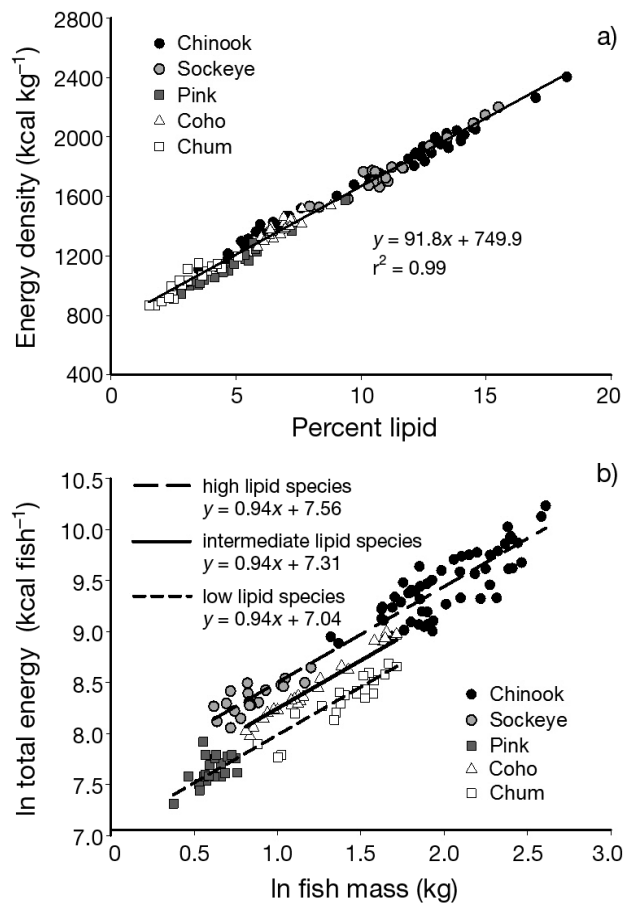 a)
2800
2400
2000
1600
1200
800
400
Energy density (kcal kg⁻¹)
Chinook
Sockeye
Pink
Coho
Chum
y = 91.8x + 749.9
r² = 0.99
0 5 10 15 20
Percent lipid
b)
10.5
10.0
9.5
9.0
8.5
8.0
7.5
7.0
ln total energy (kcal fish⁻¹)
high lipid species
y = 0.94x + 7.56
intermediate lipid species
y = 0.94x + 7.31
low lipid species
y = 0.94x + 7.04
Chinook
Sockeye
Pink
Coho
Chum
0 0.5 1.0 1.5 2.0 2.5 3.0
ln fish mass (kg)